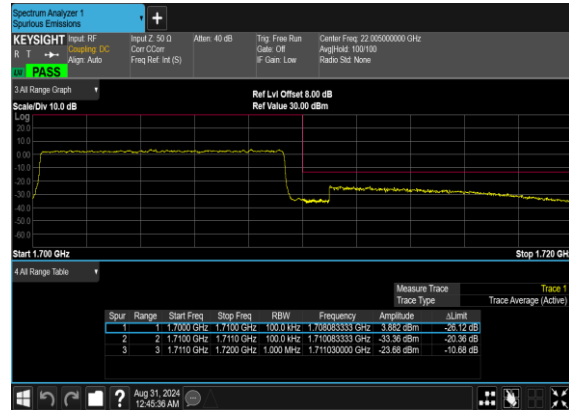 Spectrum Analyzer 1
Spurious Emissions
+
KEYSIGHT Input: RF Input Z: 50 Ω Atten: 40 dB Trig: Free Run Center Freq: 22.005000000 GHz
R T Coupling: DC Corr CCorr Gate: Off Avg|Hold: 100/100
Align: Auto Freq Ref: Int (S) IF Gain: Low Radio Std: None
PASS
3 All Range Graph
Ref Lvl Offset 8.00 dB
Scale/Div 10.0 dB Ref Value 30.00 dBm
Log
20.0
10.0
0.00
-10.0
-20.0
-30.0
-40.0
-50.0
-60.0
Start 1.700 GHz Stop 1.720 GH
4 All Range Table
Measure Trace Trace 1
Trace Type Trace Average (Active)
Spur Range Start Freq Stop Freq RBW Frequency Amplitude ΔLimit
1 1 1.7000 GHz 1.7100 GHz 100.0 kHz 1.708083333 GHz 3.882 dBm -26.12 dB
2 2 1.7100 GHz 1.7110 GHz 100.0 kHz 1.710083333 GHz -33.36 dBm -20.36 dB
3 3 1.7110 GHz 1.7200 GHz 1.000 MHz 1.711030000 GHz -23.68 dBm -10.68 dB
?
Aug 31, 2024
12:45:36 AM